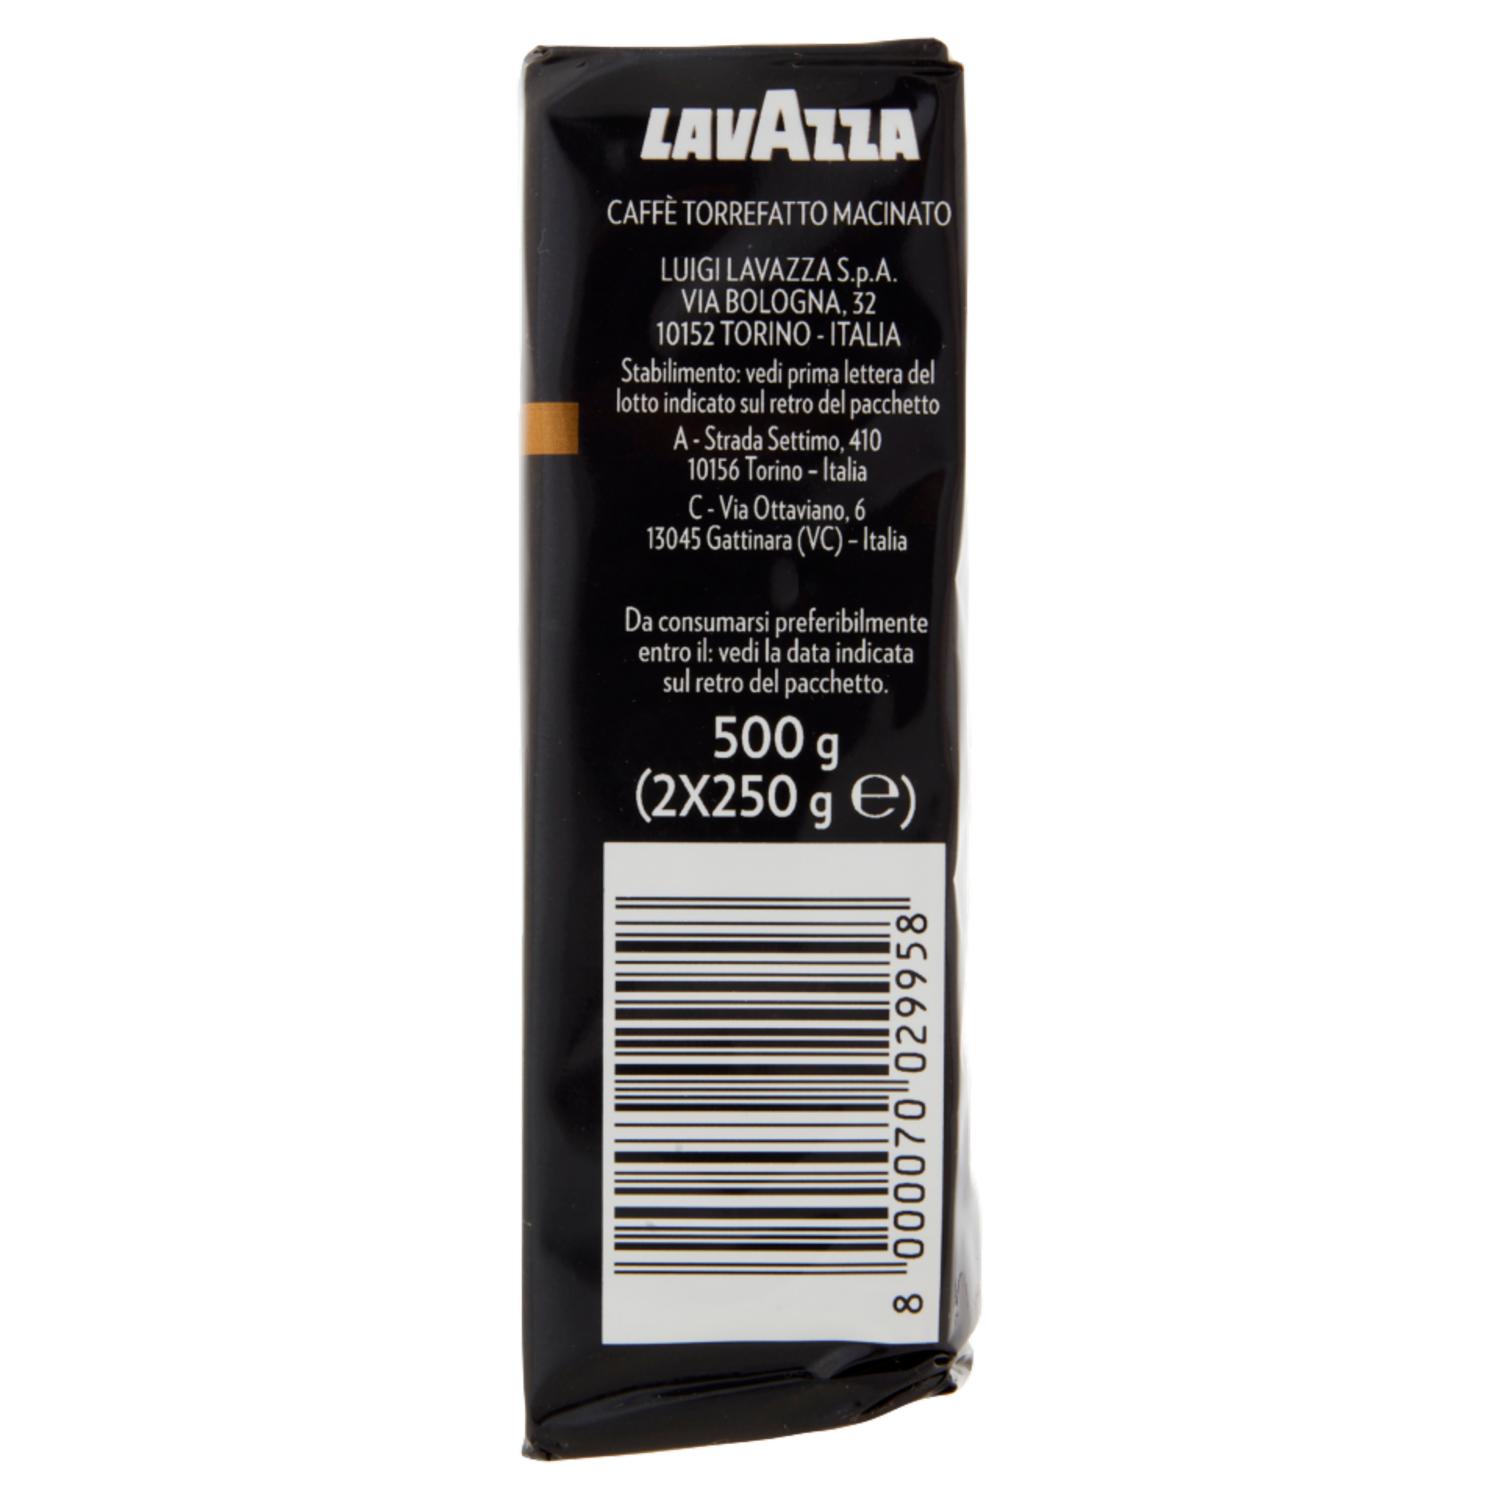 LAVAZZA
CAFFÈ TORREFATTO MACINATO
LUIGI LAVAZZA S.p.A.
VIA BOLOGNA, 32
10152 TORINO - ITALIA
Stabilimento: vedi prima lettera del
lotto indicato sul retro del pacchetto
A - Strada Settimo, 410
10156 Torino – Italia
C - Via Ottaviano, 6
13045 Gattinara (VC) – Italia
Da consumarsi preferibilmente
entro il: vedi la data indicata
sul retro del pacchetto.
500 g
(2X250 g ℮)
8 000070 029958